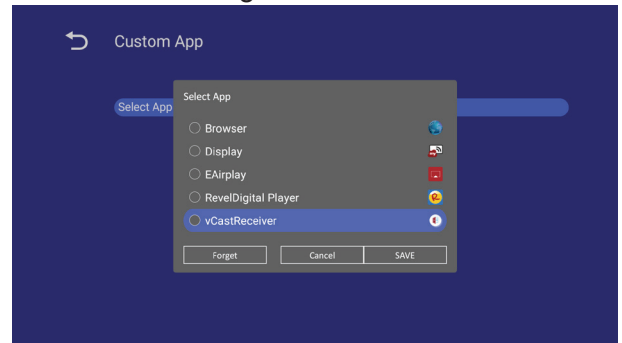 Custom App
Select App
Select App
Browser
Display
EAirplay
RevelDigital Player
vCastReceiver
Forget Cancel SAVE